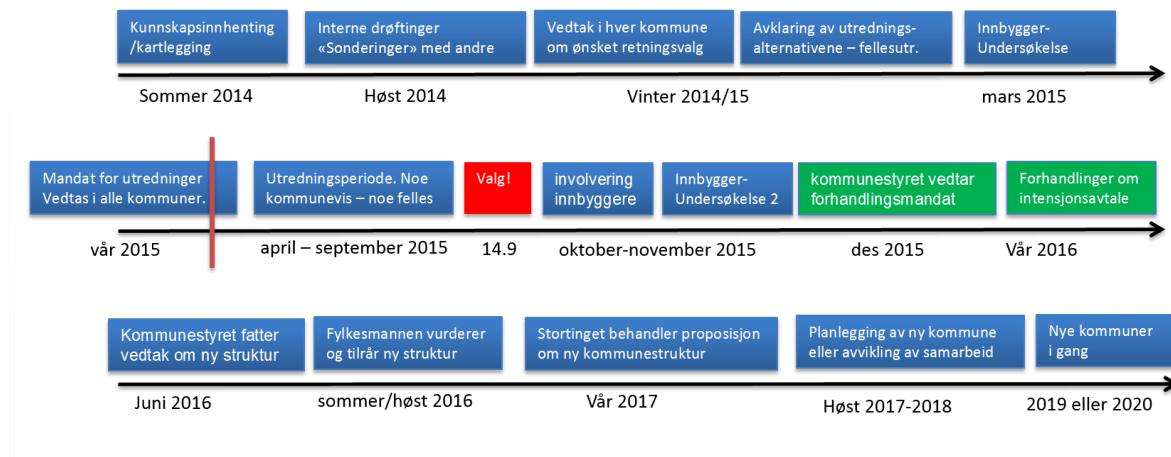 Kunnskapsinnhenting
/kartlegging
Interne drøftinger
«Sonderinger» med andre
Vedtak i hver kommune
om ønsket retningsvalg
Avklaring av utrednings-
alternativene – fellesutr.
Innbygger-
Undersøkelse
Sommer 2014
Høst 2014
Vinter 2014/15
mars 2015
Mandat for utredninger
Vedtas i alle kommuner.
Utredningsperiode. Noe
kommunevis – noe felles
Valg!
involvering
innbyggere
Innbygger-
Undersøkelse 2
kommunestyret vedtar
forhandlingsmandat
Forhandlinger om
intensjonsavtale
vår 2015
april – september 2015
14.9
oktober-november 2015
des 2015
Vår 2016
Kommunestyret fatter
vedtak om ny struktur
Fylkesmannen vurderer
og tilrår ny struktur
Stortinget behandler proposisjon
om ny kommunestruktur
Planlegging av ny kommune
eller avvikling av samarbeid
Nye kommuner
i gang
Juni 2016
sommer/høst 2016
Vår 2017
Høst 2017-2018
2019 eller 2020